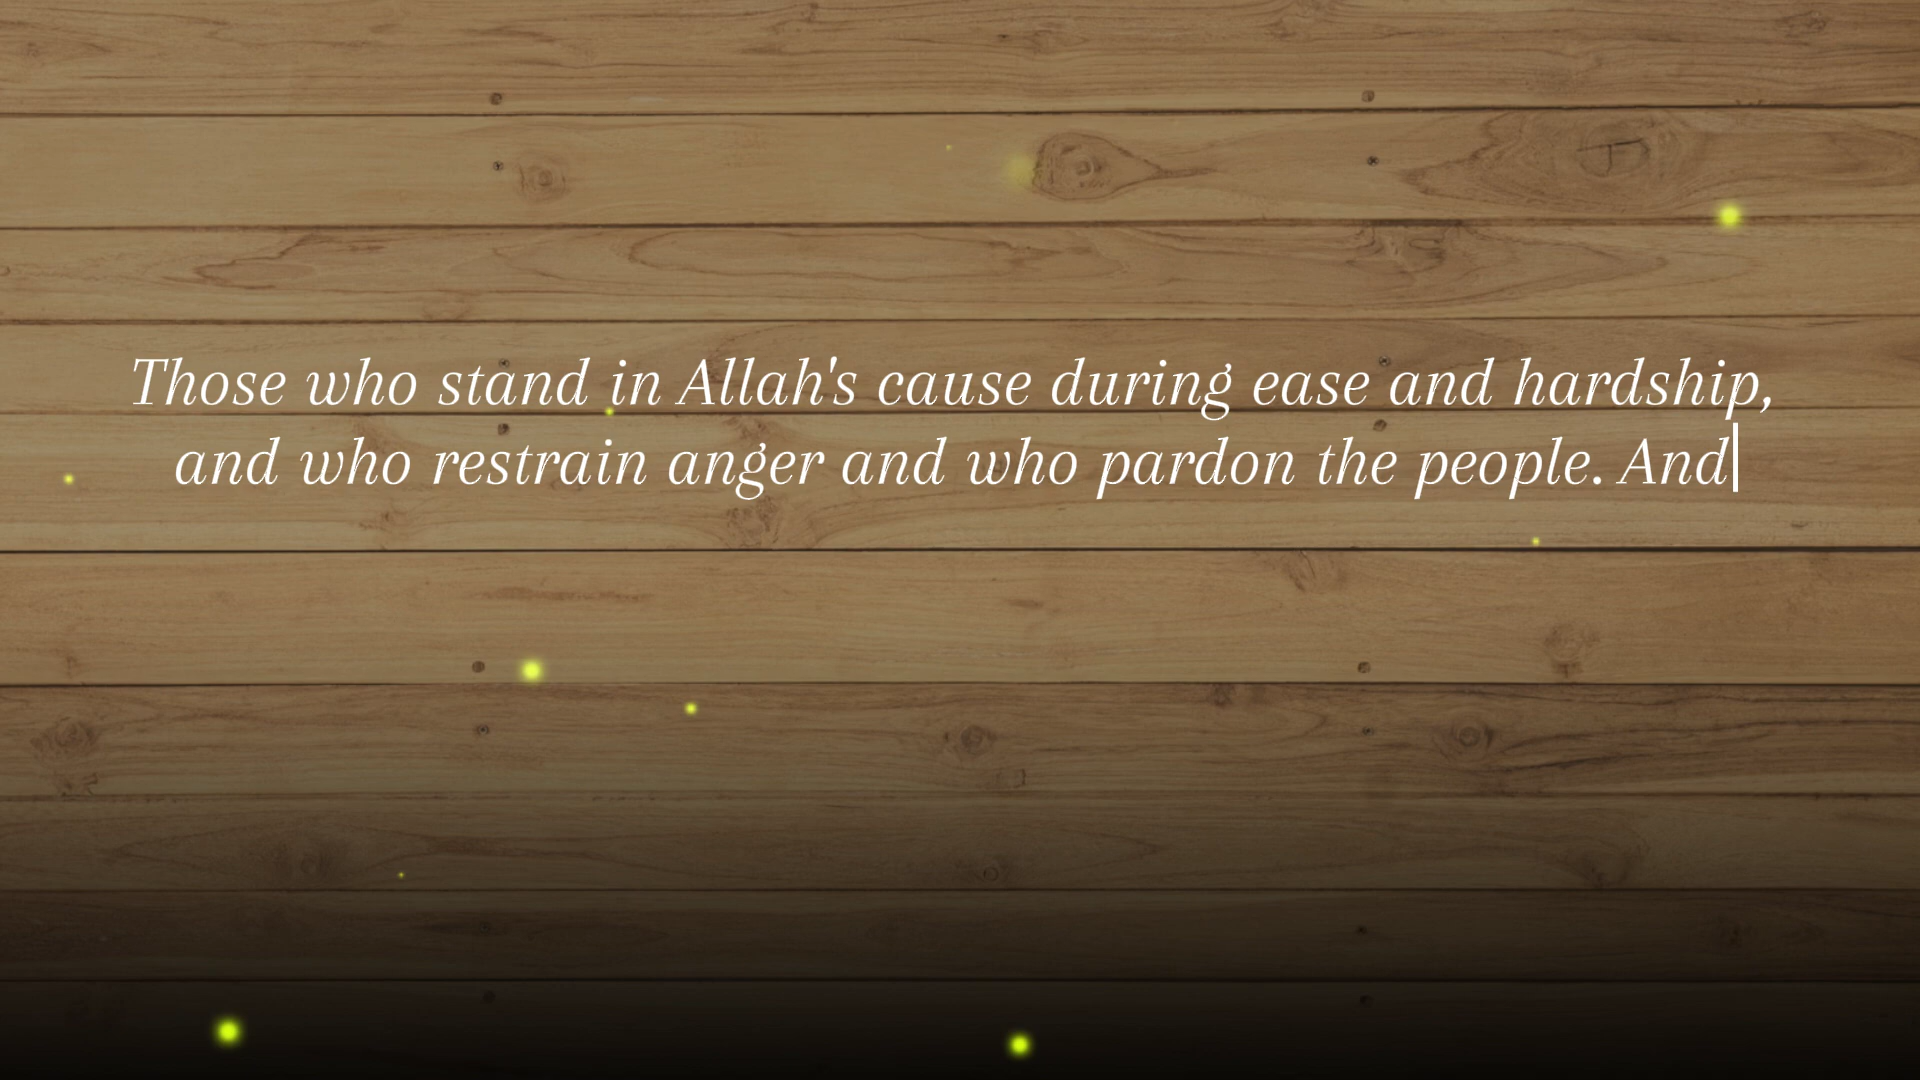 Those who stand in Allah's cause during ease and hardship,
and who restrain anger and who pardon the people. And